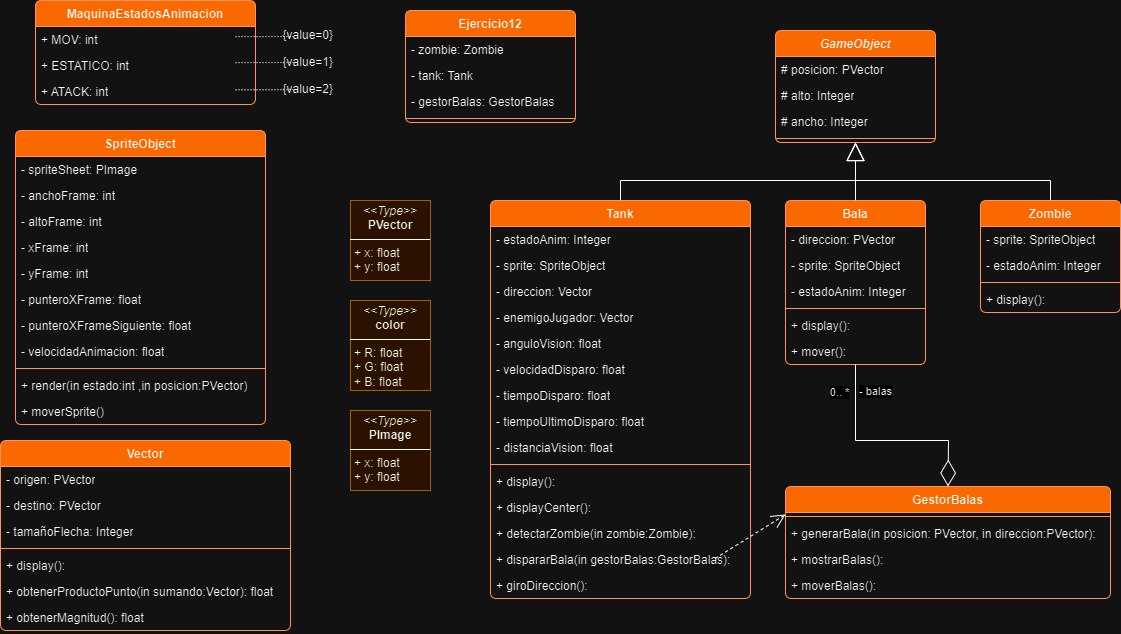 MaquinaEstadosAnimacion
+ MOV: int
{value=0}
+ ESTATICO: int
{value=1}
+ ATACK: int
{value=2}
Ejercicio12
- zombie: Zombie
- tank: Tank
- gestorBalas: GestorBalas
GameObject
# posicion: PVector
# alto: Integer
# ancho: Integer
SpriteObject
- spriteSheet: PImage
- anchoFrame: int
- altoFrame: int
- xFrame: int
- yFrame: int
- punteroXFrame: float
- punteroXFrameSiguiente: float
- velocidadAnimacion: float
+ render(in estado:int ,in posicion:PVector)
+ moverSprite()
<<Type>>
PVector
+ x: float
+ y: float
<<Type>>
color
+ R: float
+ G: float
+ B: float
<<Type>>
PImage
+ x: float
+ y: float
Tank
- estadoAnim: Integer
- sprite: SpriteObject
- direccion: Vector
- enemigoJugador: Vector
- anguloVision: float
- velocidadDisparo: float
- tiempoDisparo: float
- tiempoUltimoDisparo: float
- distanciaVision: float
+ display():
+ displayCenter():
+ detectarZombie(in zombie:Zombie):
+ dispararBala(in gestorBalas:GestorBalas):
+ giroDireccion():
Bala
- direccion: PVector
- sprite: SpriteObject
- estadoAnim: Integer
+ display():
+ mover():
Zombie
- sprite: SpriteObject
- estadoAnim: Integer
+ display():
0.. *
- balas
Vector
- origen: PVector
- destino: PVector
- tamañoFlecha: Integer
+ display():
+ obtenerProductoPunto(in sumando:Vector): float
+ obtenerMagnitud(): float
GestorBalas
+ generarBala(in posicion: PVector, in direccion:PVector):
+ mostrarBalas():
+ moverBalas():